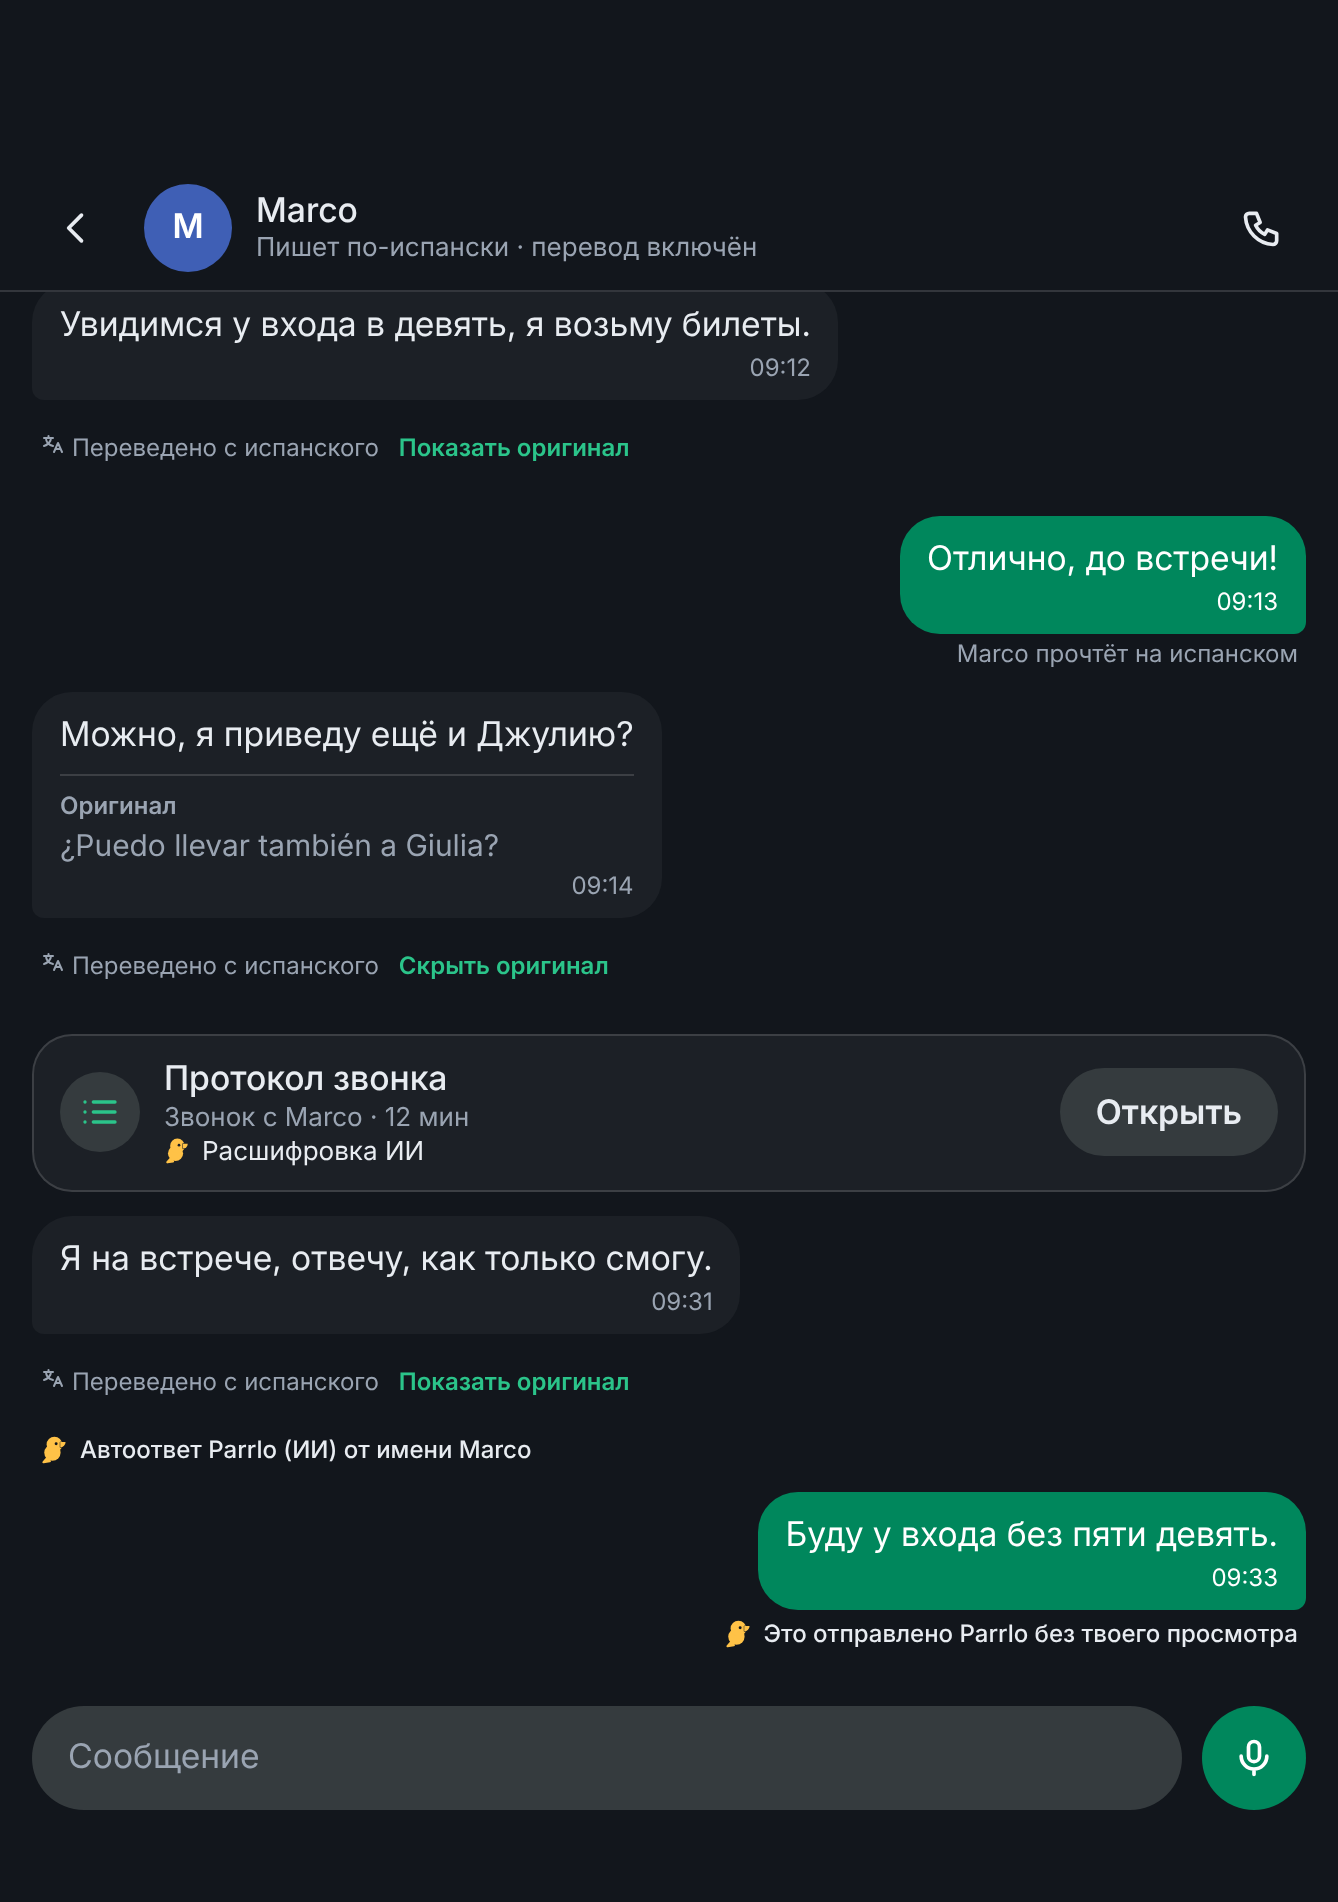 M
Marco
Пишет по-испански · перевод включён
Увидимся у входа в девять, я возьму билеты.
09:12
Переведено с испанского Показать оригинал
Отлично, до встречи!
09:13
Marco прочтёт на испанском
Можно, я приведу ещё и Джулию?
Оригинал
¿Puedo llevar también a Giulia?
09:14
Переведено с испанского Скрыть оригинал
Протокол звонка
Звонок с Marco · 12 мин
Расшифровка ИИ
Открыть
Я на встрече, отвечу, как только смогу.
09:31
Переведено с испанского Показать оригинал
Автоответ Parrlo (ИИ) от имени Marco
Буду у входа без пяти девять.
09:33
Это отправлено Parrlo без твоего просмотра
Сообщение